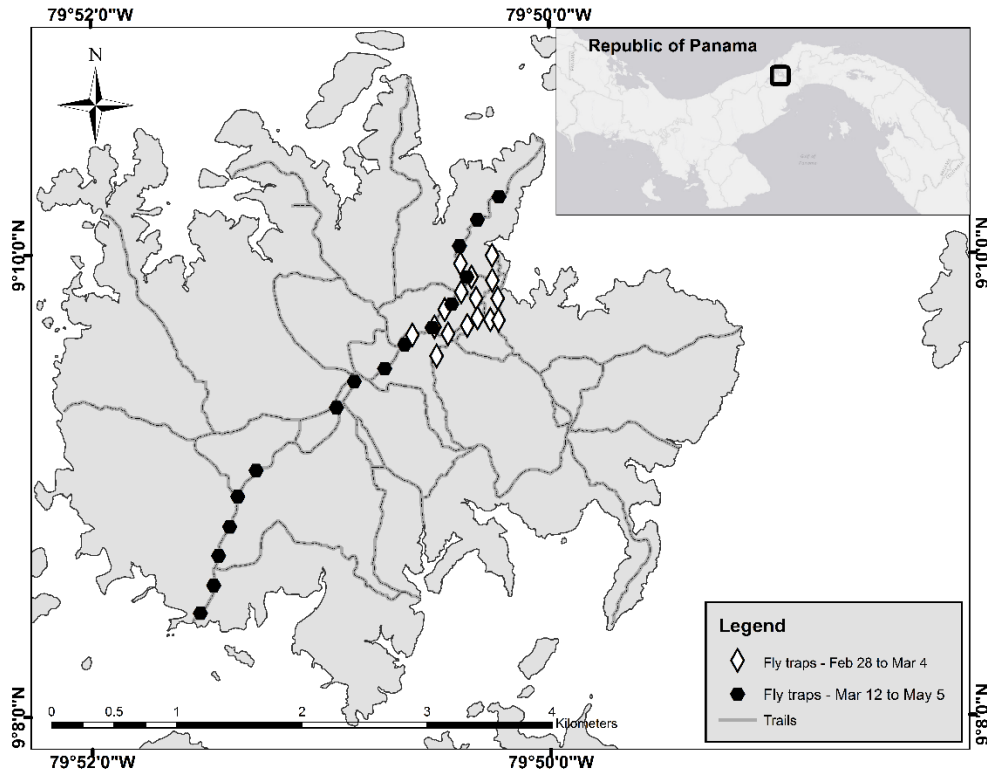 79°52'0"W
79°50'0"W
N
Republic of Panama
9°10'0"N
9°10'0"N
Legend
Fly traps - Feb 28 to Mar 4
Fly traps - Mar 12 to May 5
Trails
0 0.5 1 2 3 4
Kilometers
9°8'0"N
9°8'0"N
79°52'0"W
79°50'0"W